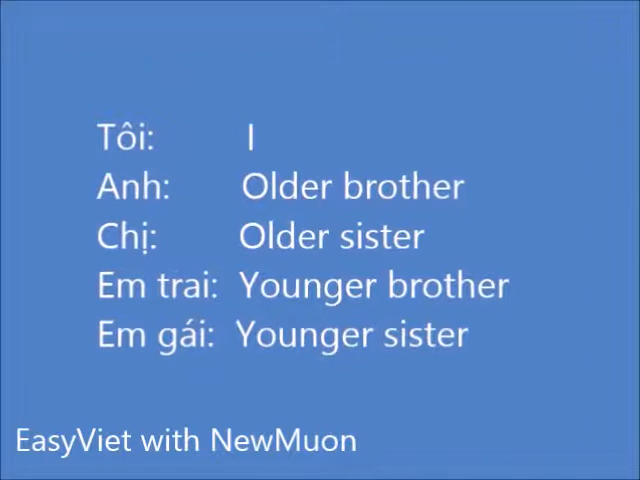 Tôi: I
Anh: Older brother
Chị: Older sister
Em trai: Younger brother
Em gái: Younger sister
EasyViet with NewMuon